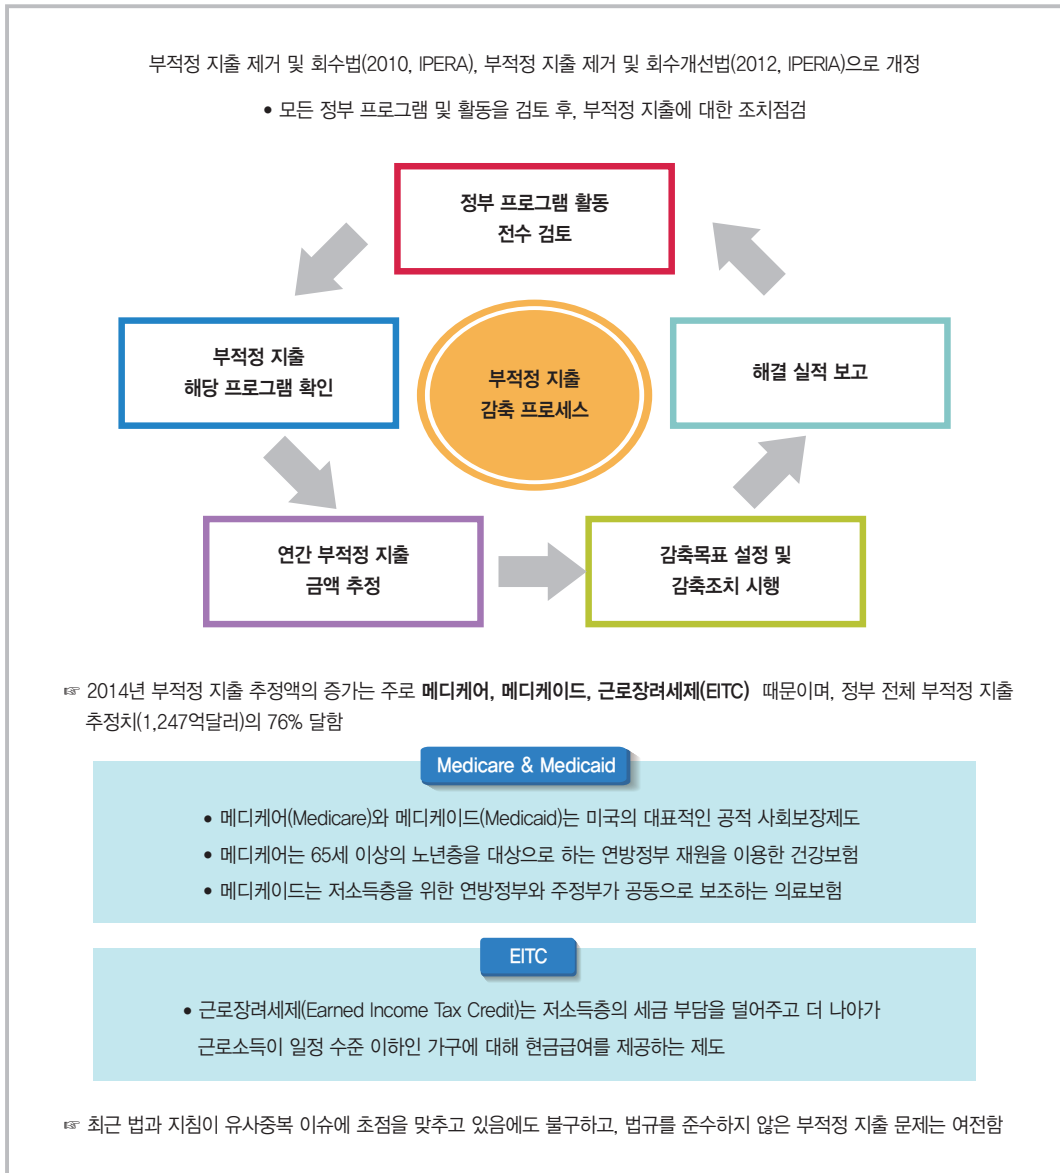 부적정 지출 제거 및 회수법(2010, IPERA), 부적정 지출 제거 및 회수개선법(2012, IPERIA)으로 개정
• 모든 정부 프로그램 및 활동을 검토 후, 부적정 지출에 대한 조치점검
정부 프로그램 활동
전수 검토
부적정 지출
해당 프로그램 확인
부적정 지출
감축 프로세스
해결 실적 보고
연간 부적정 지출
금액 추정
감축목표 설정 및
감축조치 시행
☞ 2014년 부적정 지출 추정액의 증가는 주로 메디케어, 메디케이드, 근로장려세제(EITC) 때문이며, 정부 전체 부적정 지출
추정치(1,247억달러)의 76% 달함
Medicare & Medicaid
• 메디케어(Medicare)와 메디케이드(Medicaid)는 미국의 대표적인 공적 사회보장제도
• 메디케어는 65세 이상의 노년층을 대상으로 하는 연방정부 재원을 이용한 건강보험
• 메디케이드는 저소득층을 위한 연방정부와 주정부가 공동으로 보조하는 의료보험
EITC
• 근로장려세제(Earned Income Tax Credit)는 저소득층의 세금 부담을 덜어주고 더 나아가
근로소득이 일정 수준 이하인 가구에 대해 현금급여를 제공하는 제도
☞ 최근 법과 지침이 유사중복 이슈에 초점을 맞추고 있음에도 불구하고, 법규를 준수하지 않은 부적정 지출 문제는 여전함